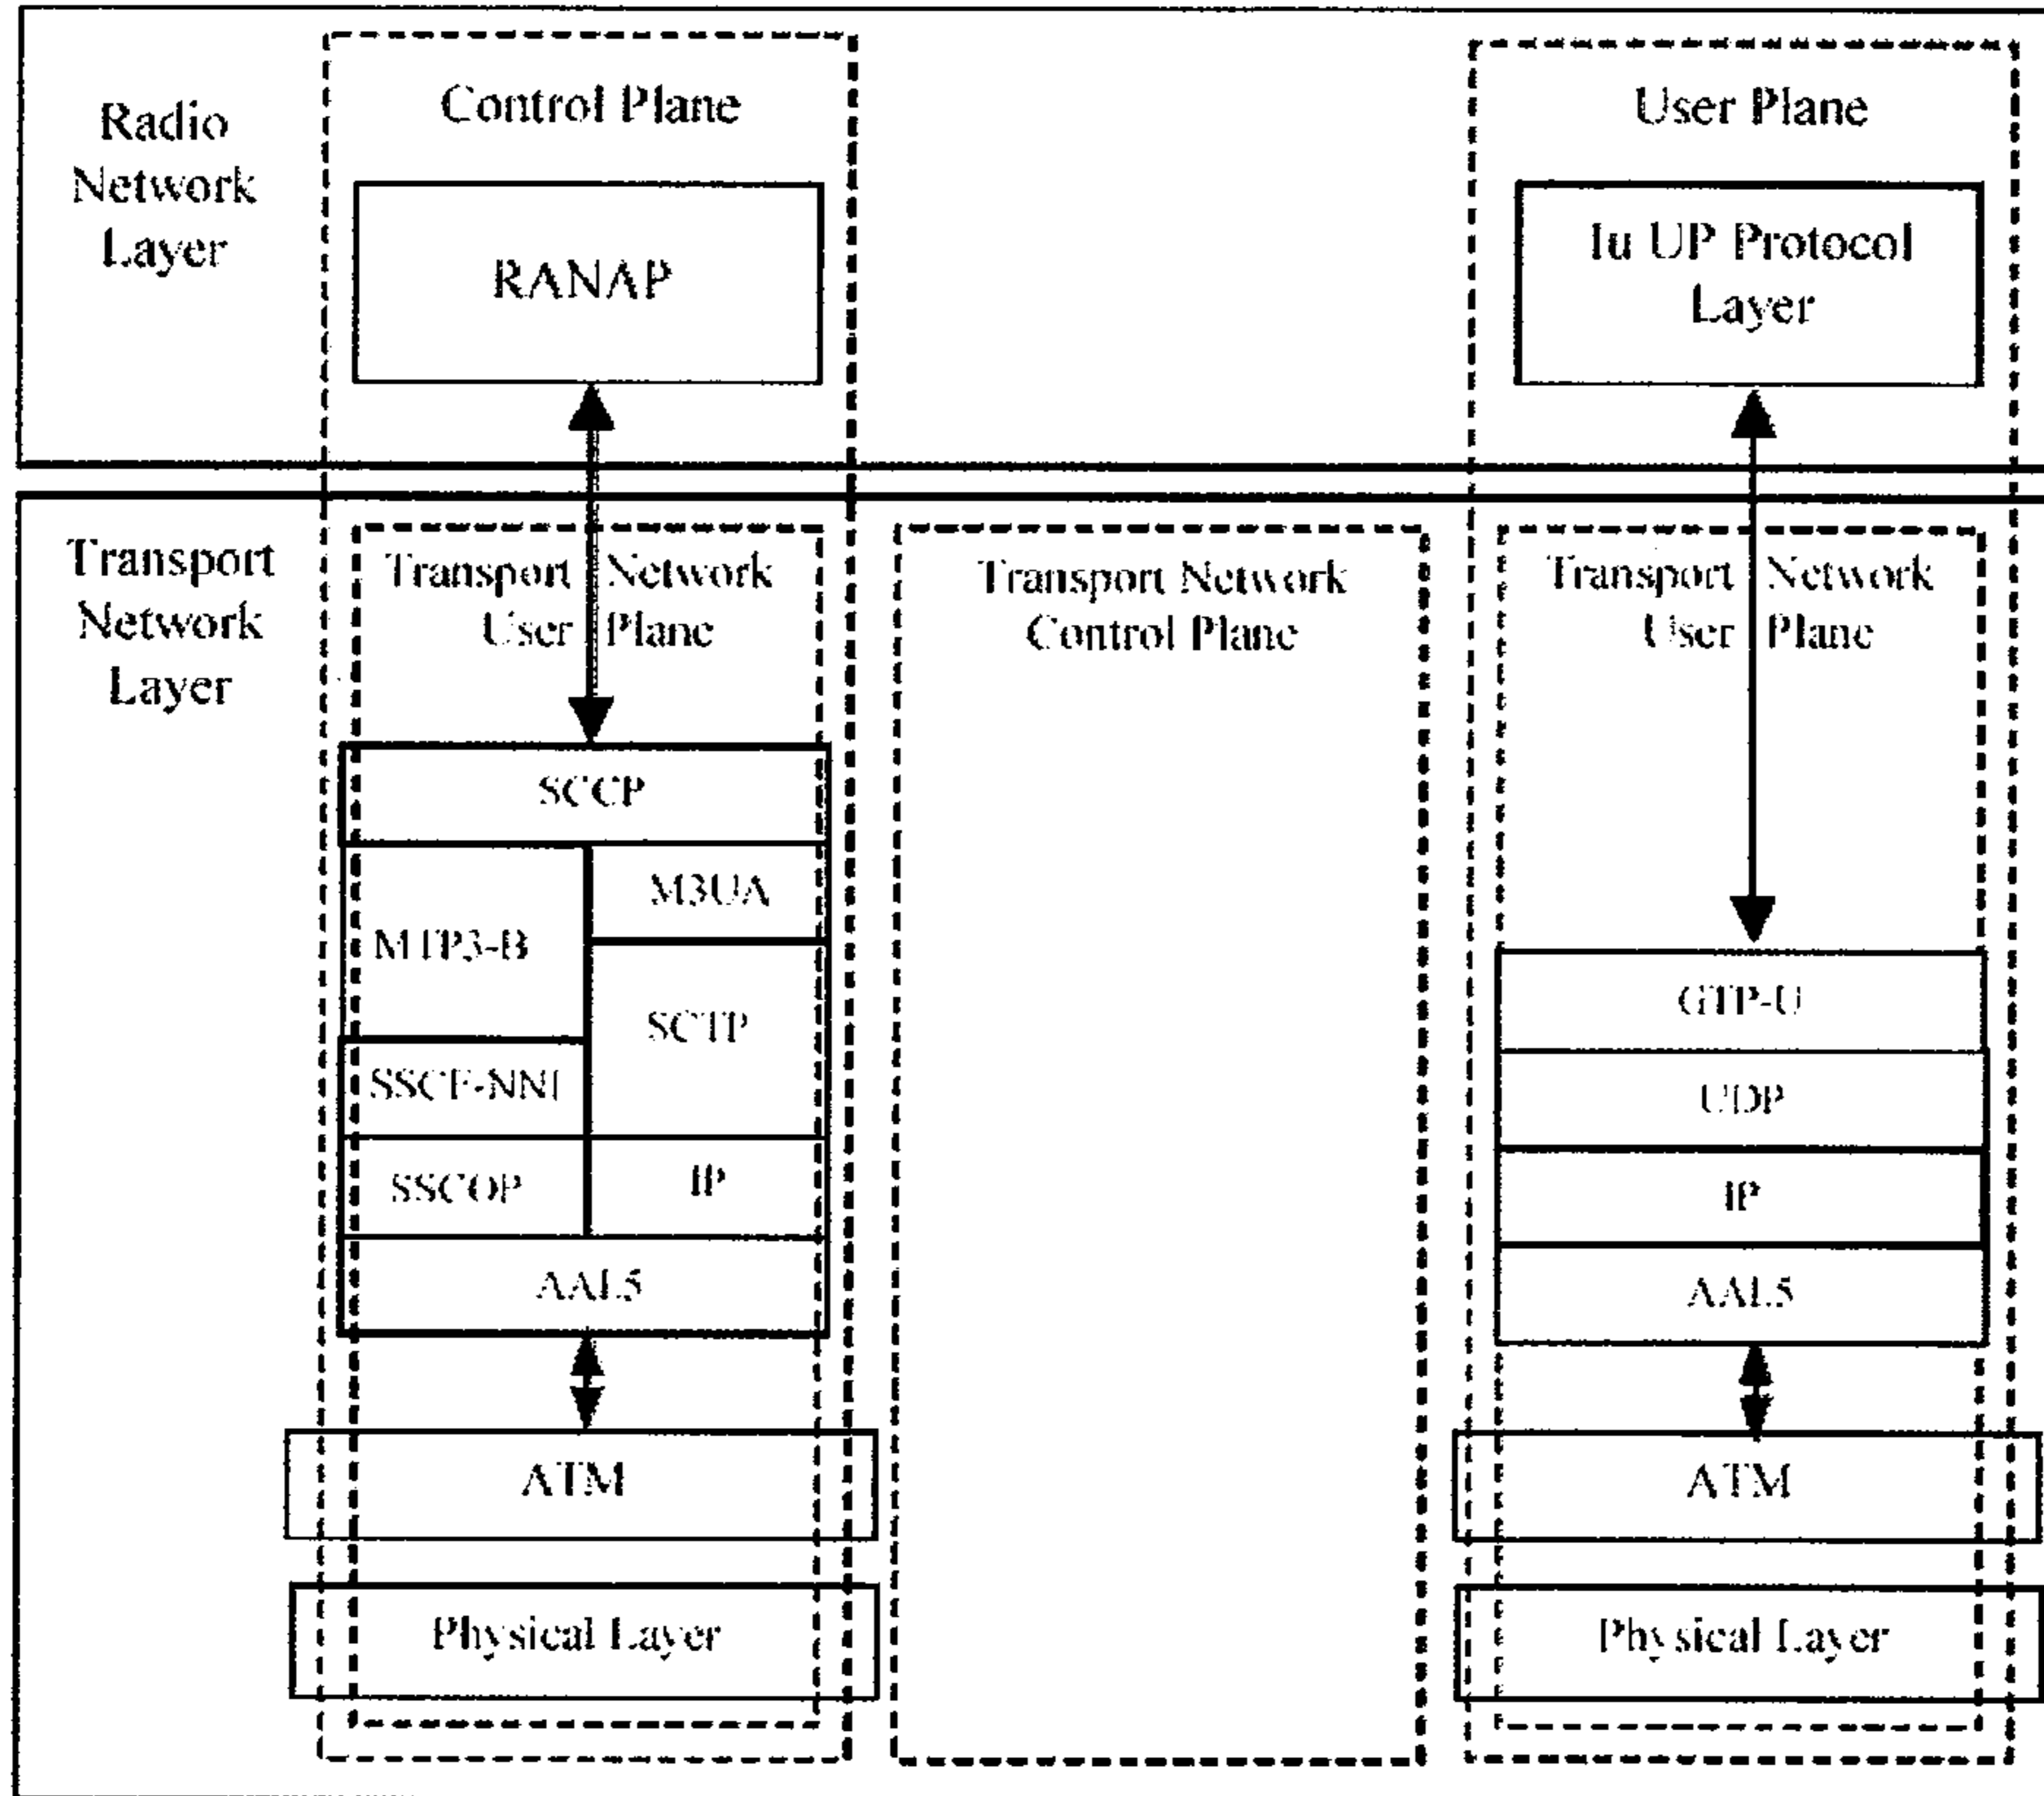 Radio
Network
Layer
Control Plane
RANAP
User Plane
Iu UP Protocol
Layer
Transport
Network
Layer
Transport Network
User Plane
SCCP
MTP3-B
M3UA
SCTP
SSCF-NNI
SSCOP
IP
AAL5
ATM
Physical Layer
Transport Network
Control Plane
Transport Network
User Plane
GTP-U
UDP
IP
AAL5
ATM
Physical Layer